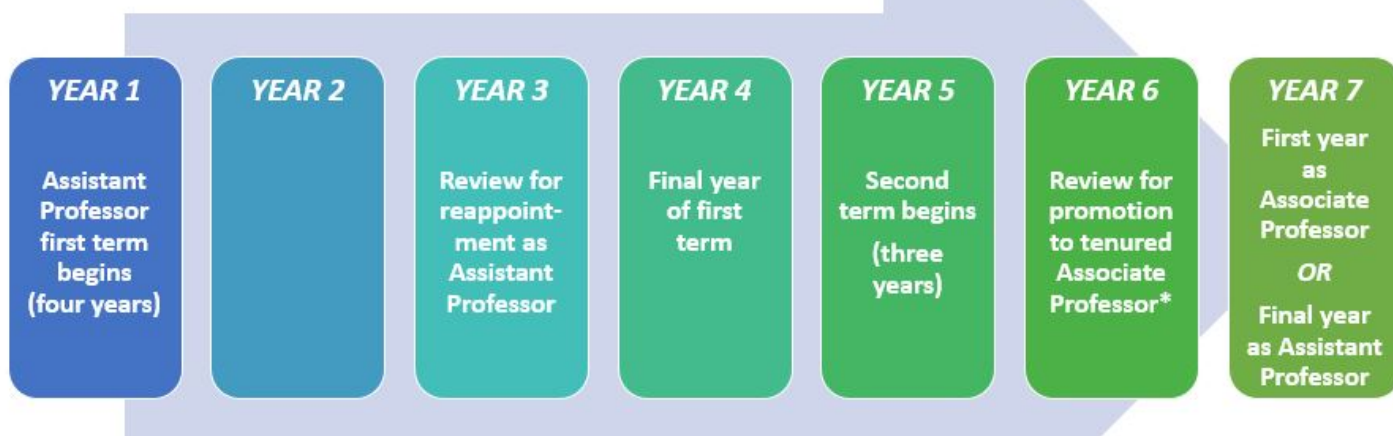 YEAR 1
Assistant
Professor
first term
begins
(four years)
YEAR 2
YEAR 3
Review for
reappoint-
ment as
Assistant
Professor
YEAR 4
Final year
of first
term
YEAR 5
Second
term begins
(three
years)
YEAR 6
Review for
promotion
to tenured
Associate
Professor*
YEAR 7
First year
as
Associate
Professor
OR
Final year
as Assistant
Professor